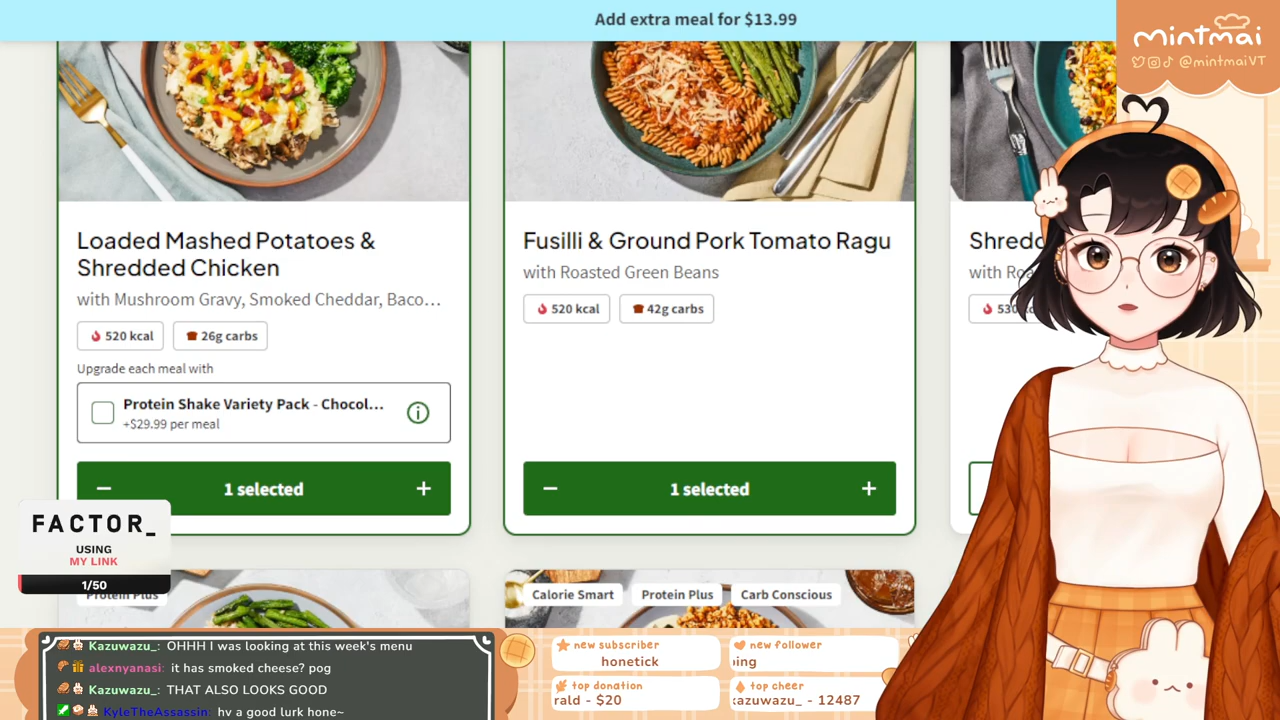 Add extra meal for $13.99
mintmai
@mintmaiVT
Loaded Mashed Potatoes &
Shredded Chicken
with Mushroom Gravy, Smoked Cheddar, Baco...
520 kcal
26g carbs
Upgrade each meal with
Protein Shake Variety Pack - Chocol...
+$29.99 per meal
− 1 selected +
Fusilli & Ground Pork Tomato Ragu
with Roasted Green Beans
520 kcal
42g carbs
− 1 selected +
with
FACTOR_
USING
MY LINK
1/50
Protein Plus
Calorie Smart
Protein Plus
Carb Conscious
Kazuwazu_: OHHH I was looking at this week's menu
alexnyanasi: it has smoked cheese? pog
Kazuwazu_: THAT ALSO LOOKS GOOD
KyleTheAssassin: hv a good lurk hone~
new subscriber
honetick
new follower
ing
top donation
rald - $20
top cheer
kazuwazu_ - 12487